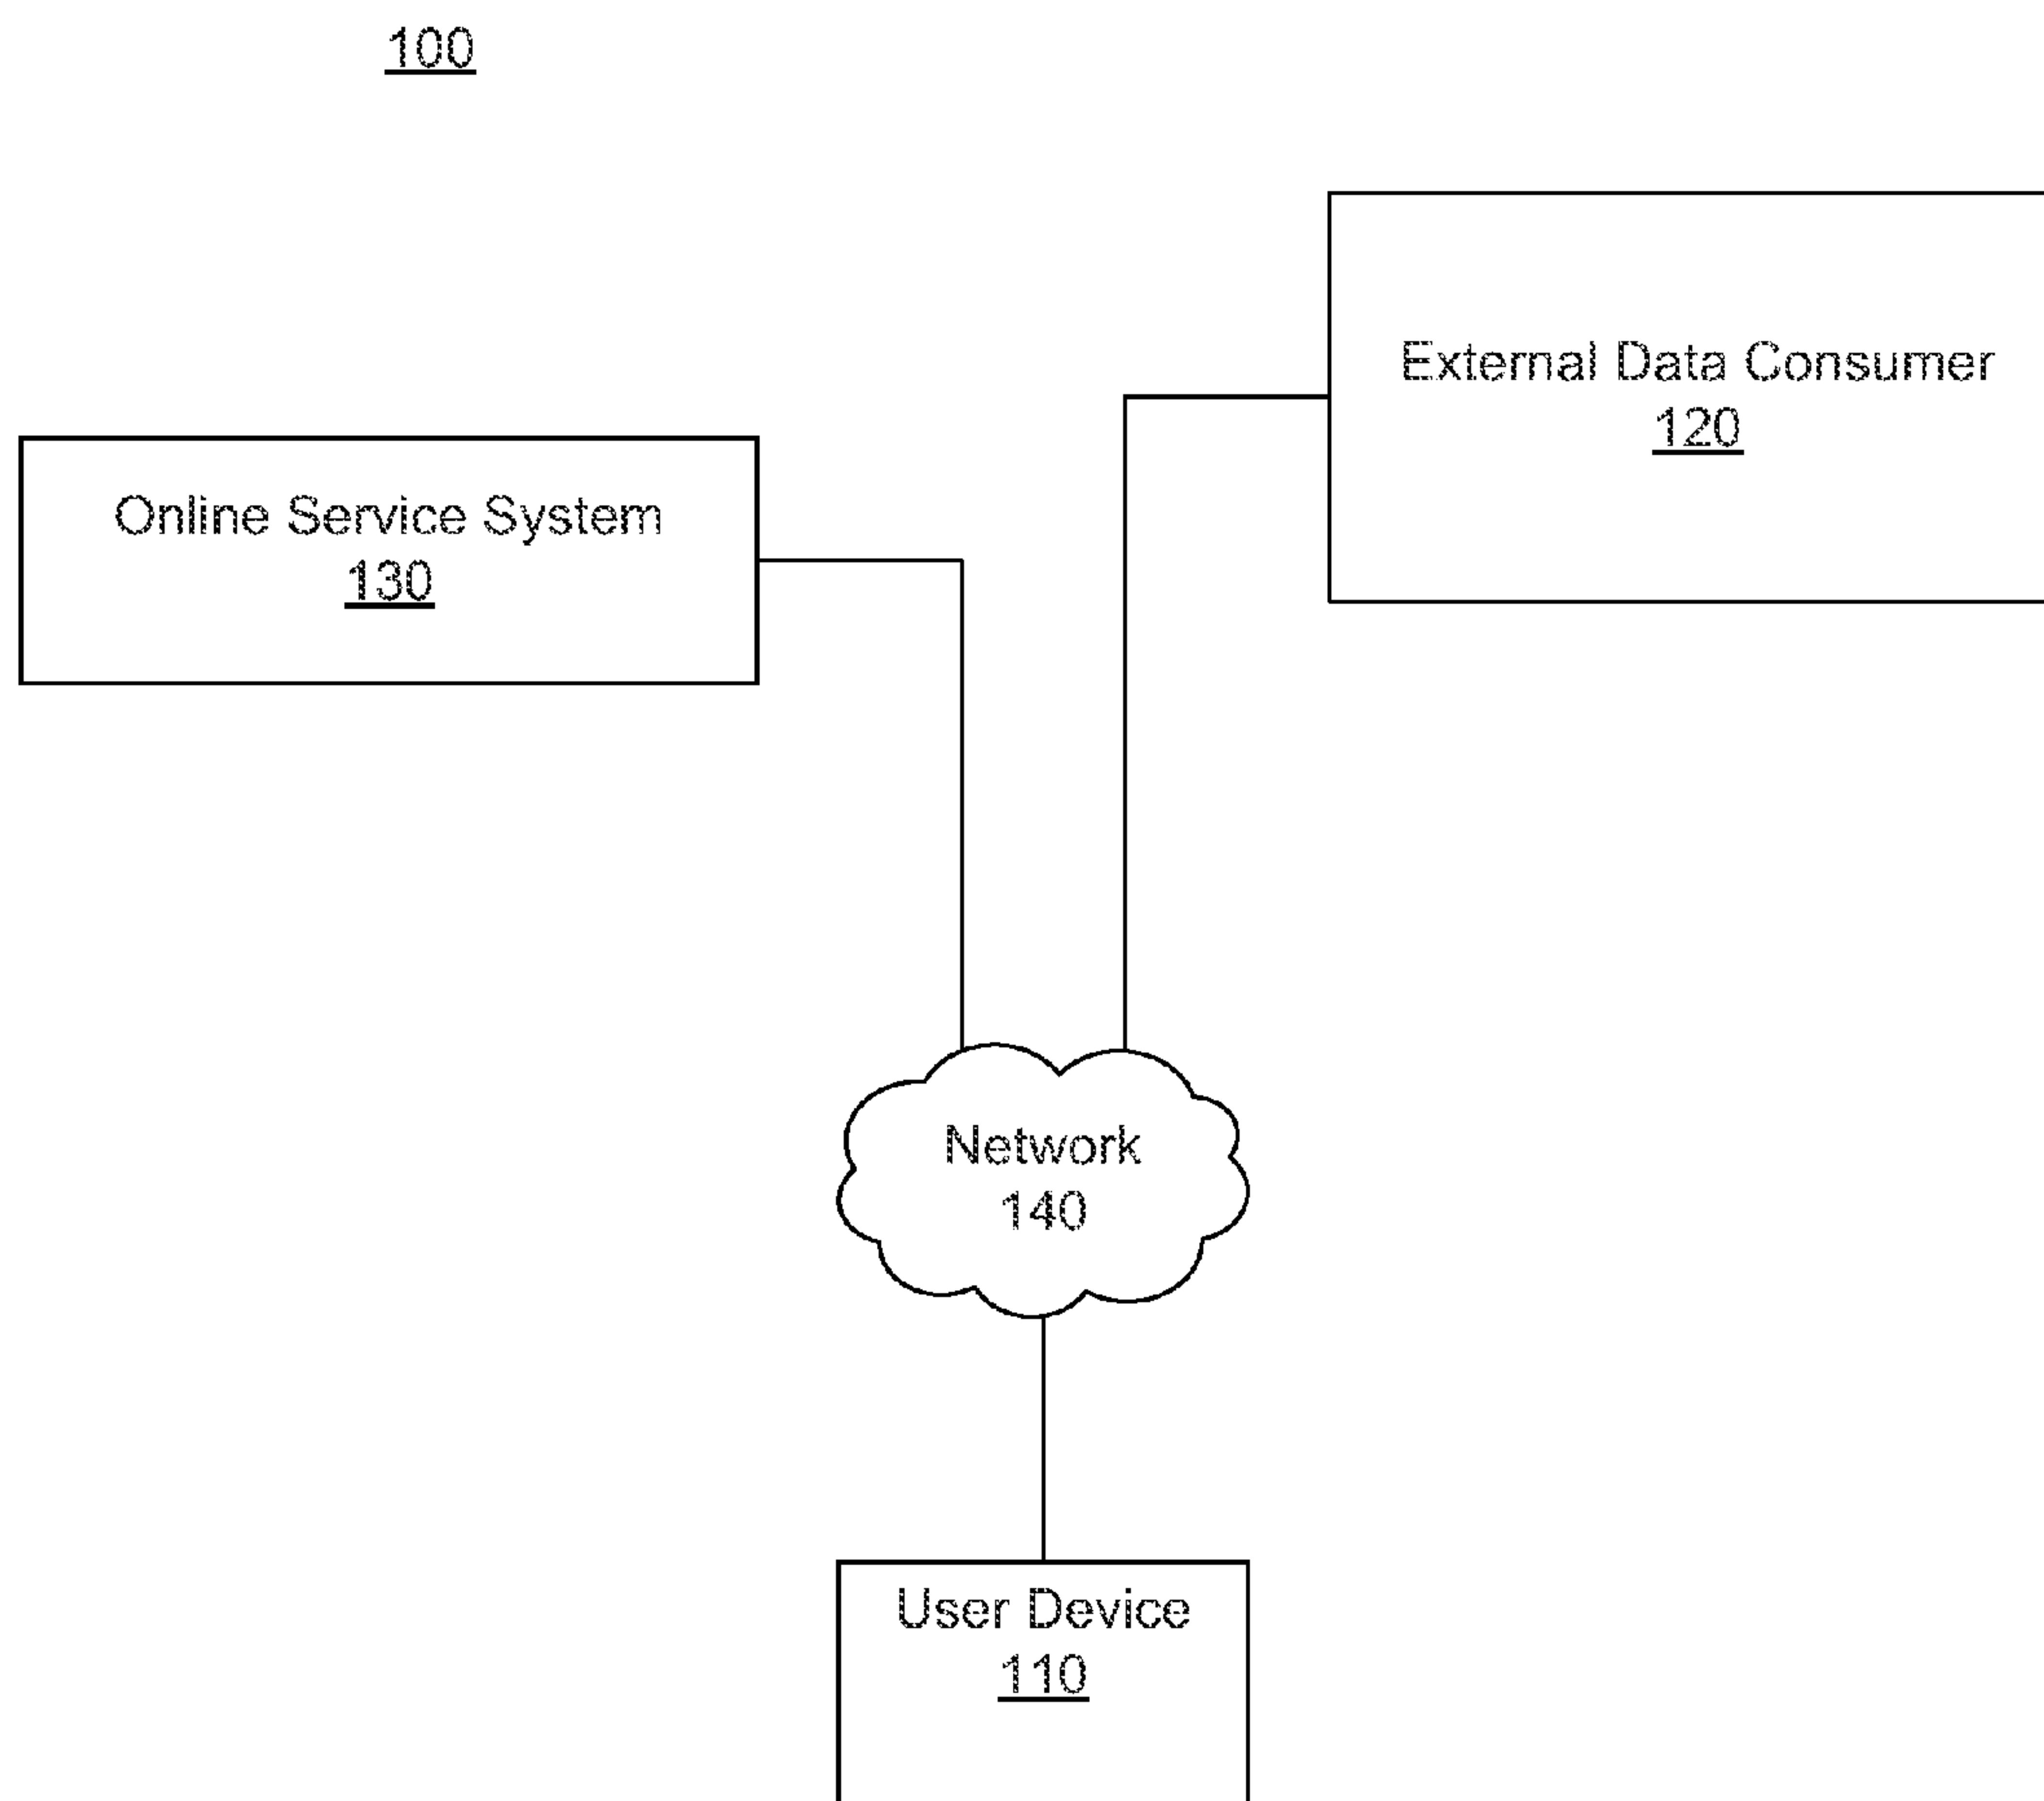 100
External Data Consumer
120
Online Service System
130
Network
140
User Device
110